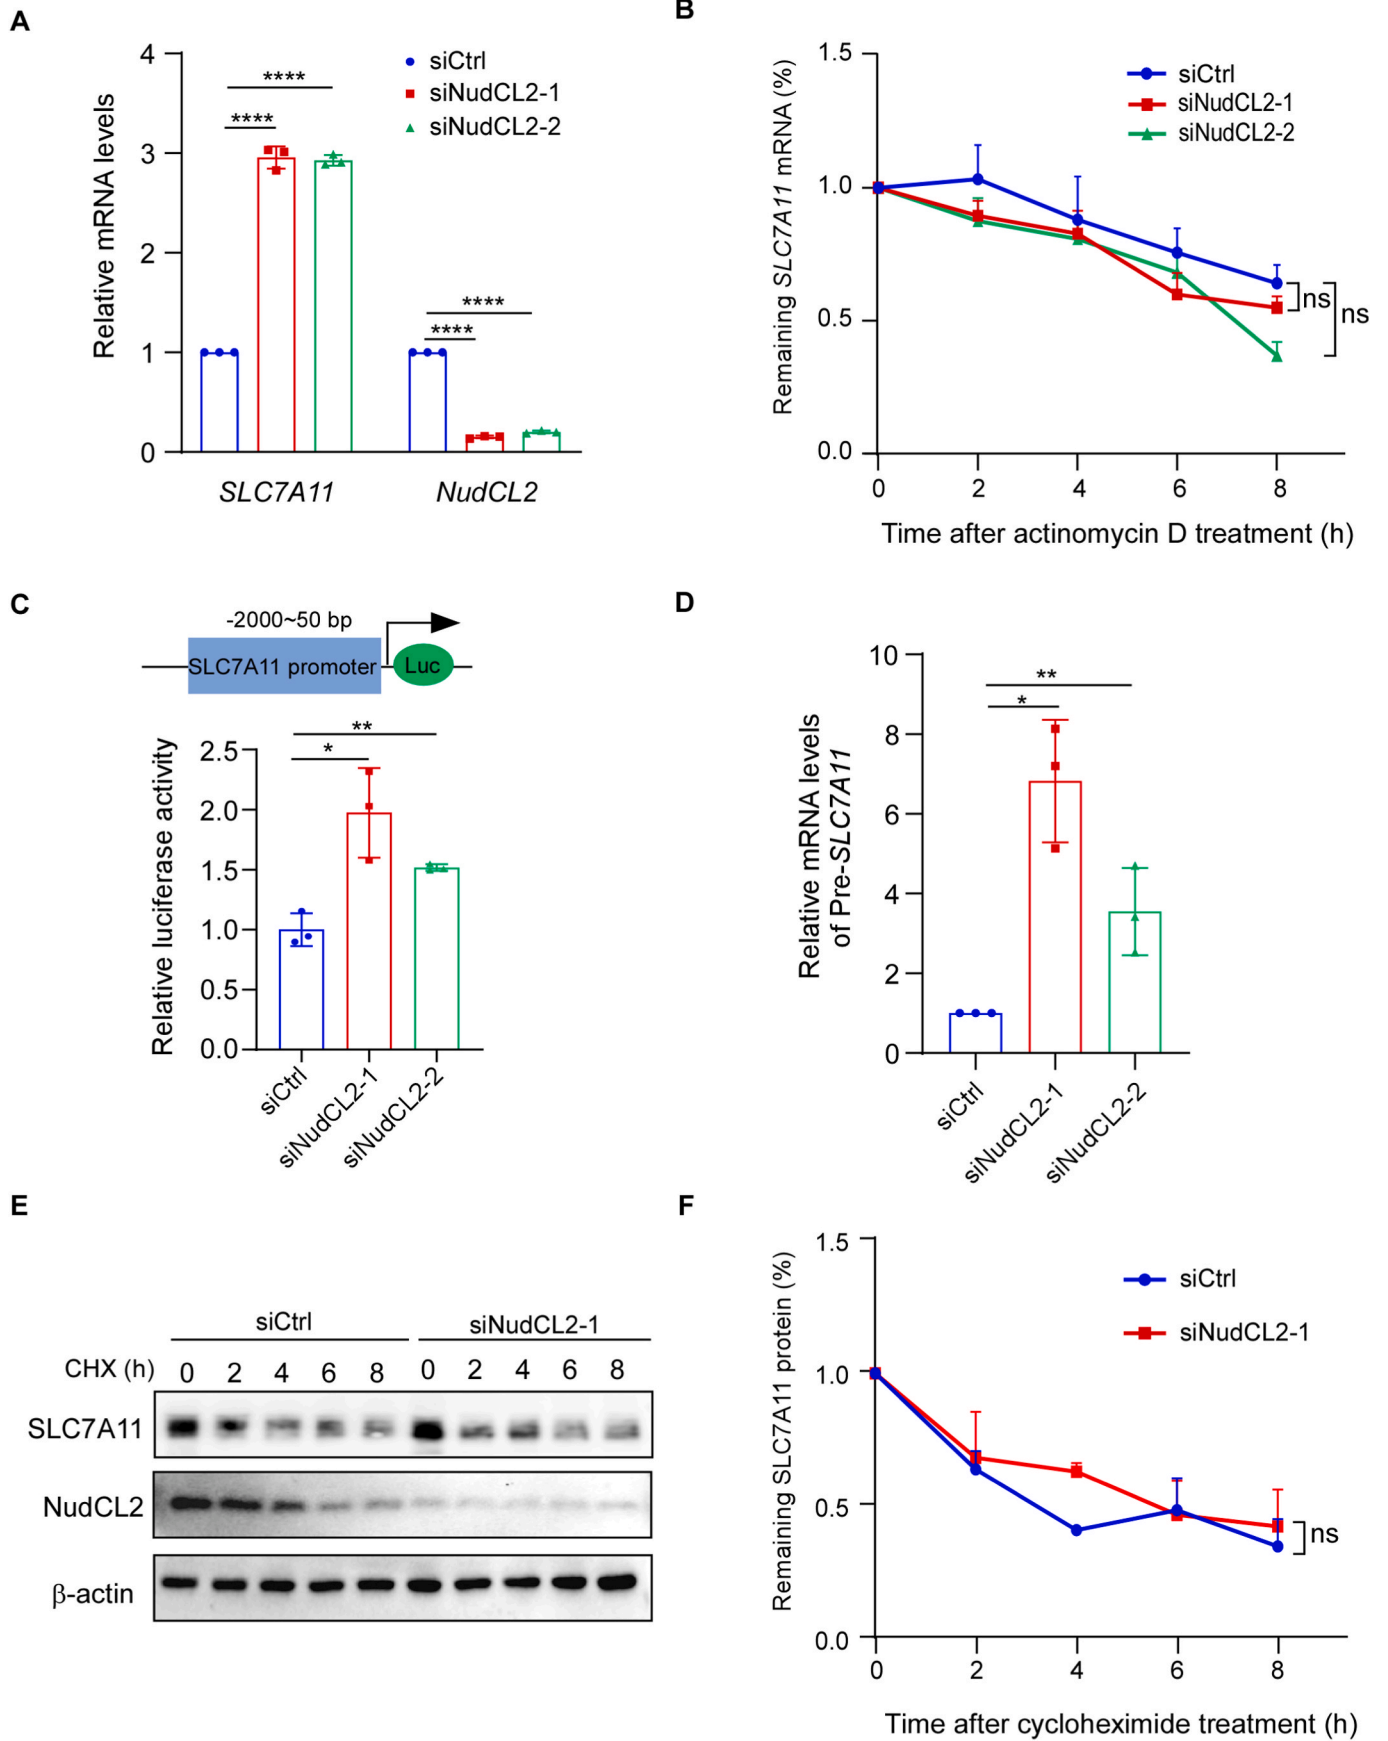 A
Relative mRNA levels
4
3
2
1
0
****
****
****
****
siCtrl
siNudCL2-1
siNudCL2-2
SLC7A11
NudCL2
B
Remaining SLC7A11 mRNA (%)
1.5
1.0
0.5
0.0
siCtrl
siNudCL2-1
siNudCL2-2
ns
ns
0 2 4 6 8
Time after actinomycin D treatment (h)
C
-2000~50 bp
SLC7A11 promoter
Luc
Relative luciferase activity
2.5
2.0
1.5
1.0
0.5
0.0
**
*
siCtrl
siNudCL2-1
siNudCL2-2
D
Relative mRNA levels
of Pre-SLC7A11
10
8
6
4
2
0
**
*
siCtrl
siNudCL2-1
siNudCL2-2
E
siCtrl siNudCL2-1
CHX (h) 0 2 4 6 8 0 2 4 6 8
SLC7A11
NudCL2
β-actin
F
Remaining SLC7A11 protein (%)
1.5
1.0
0.5
0.0
siCtrl
siNudCL2-1
ns
0 2 4 6 8
Time after cycloheximide treatment (h)